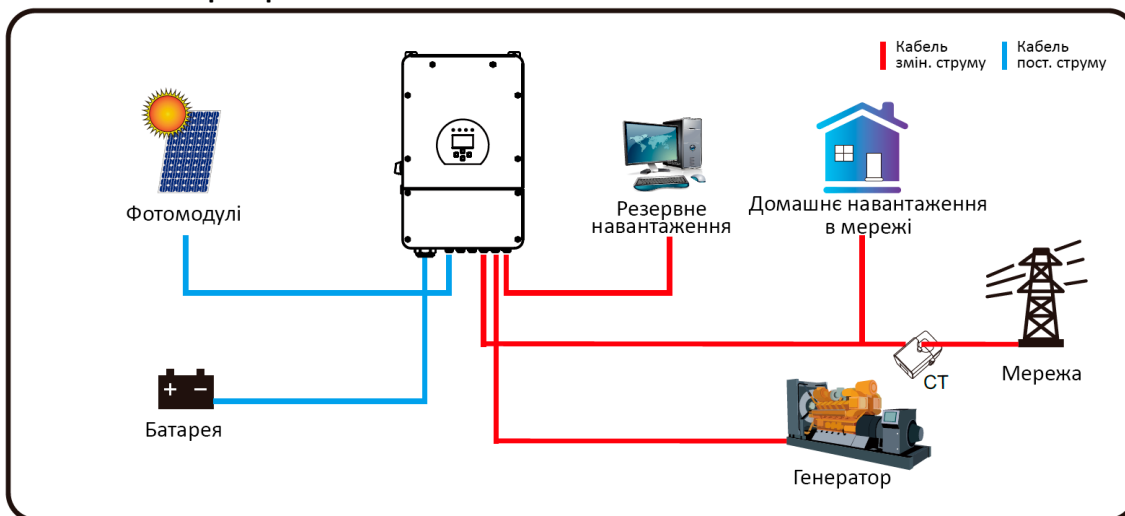 Кабель
змін. струму
Кабель
пост. струму
Фотомодулі
Резервне
навантаження
Домашнє навантаження
в мережі
CT
Мережа
Батарея
Генератор